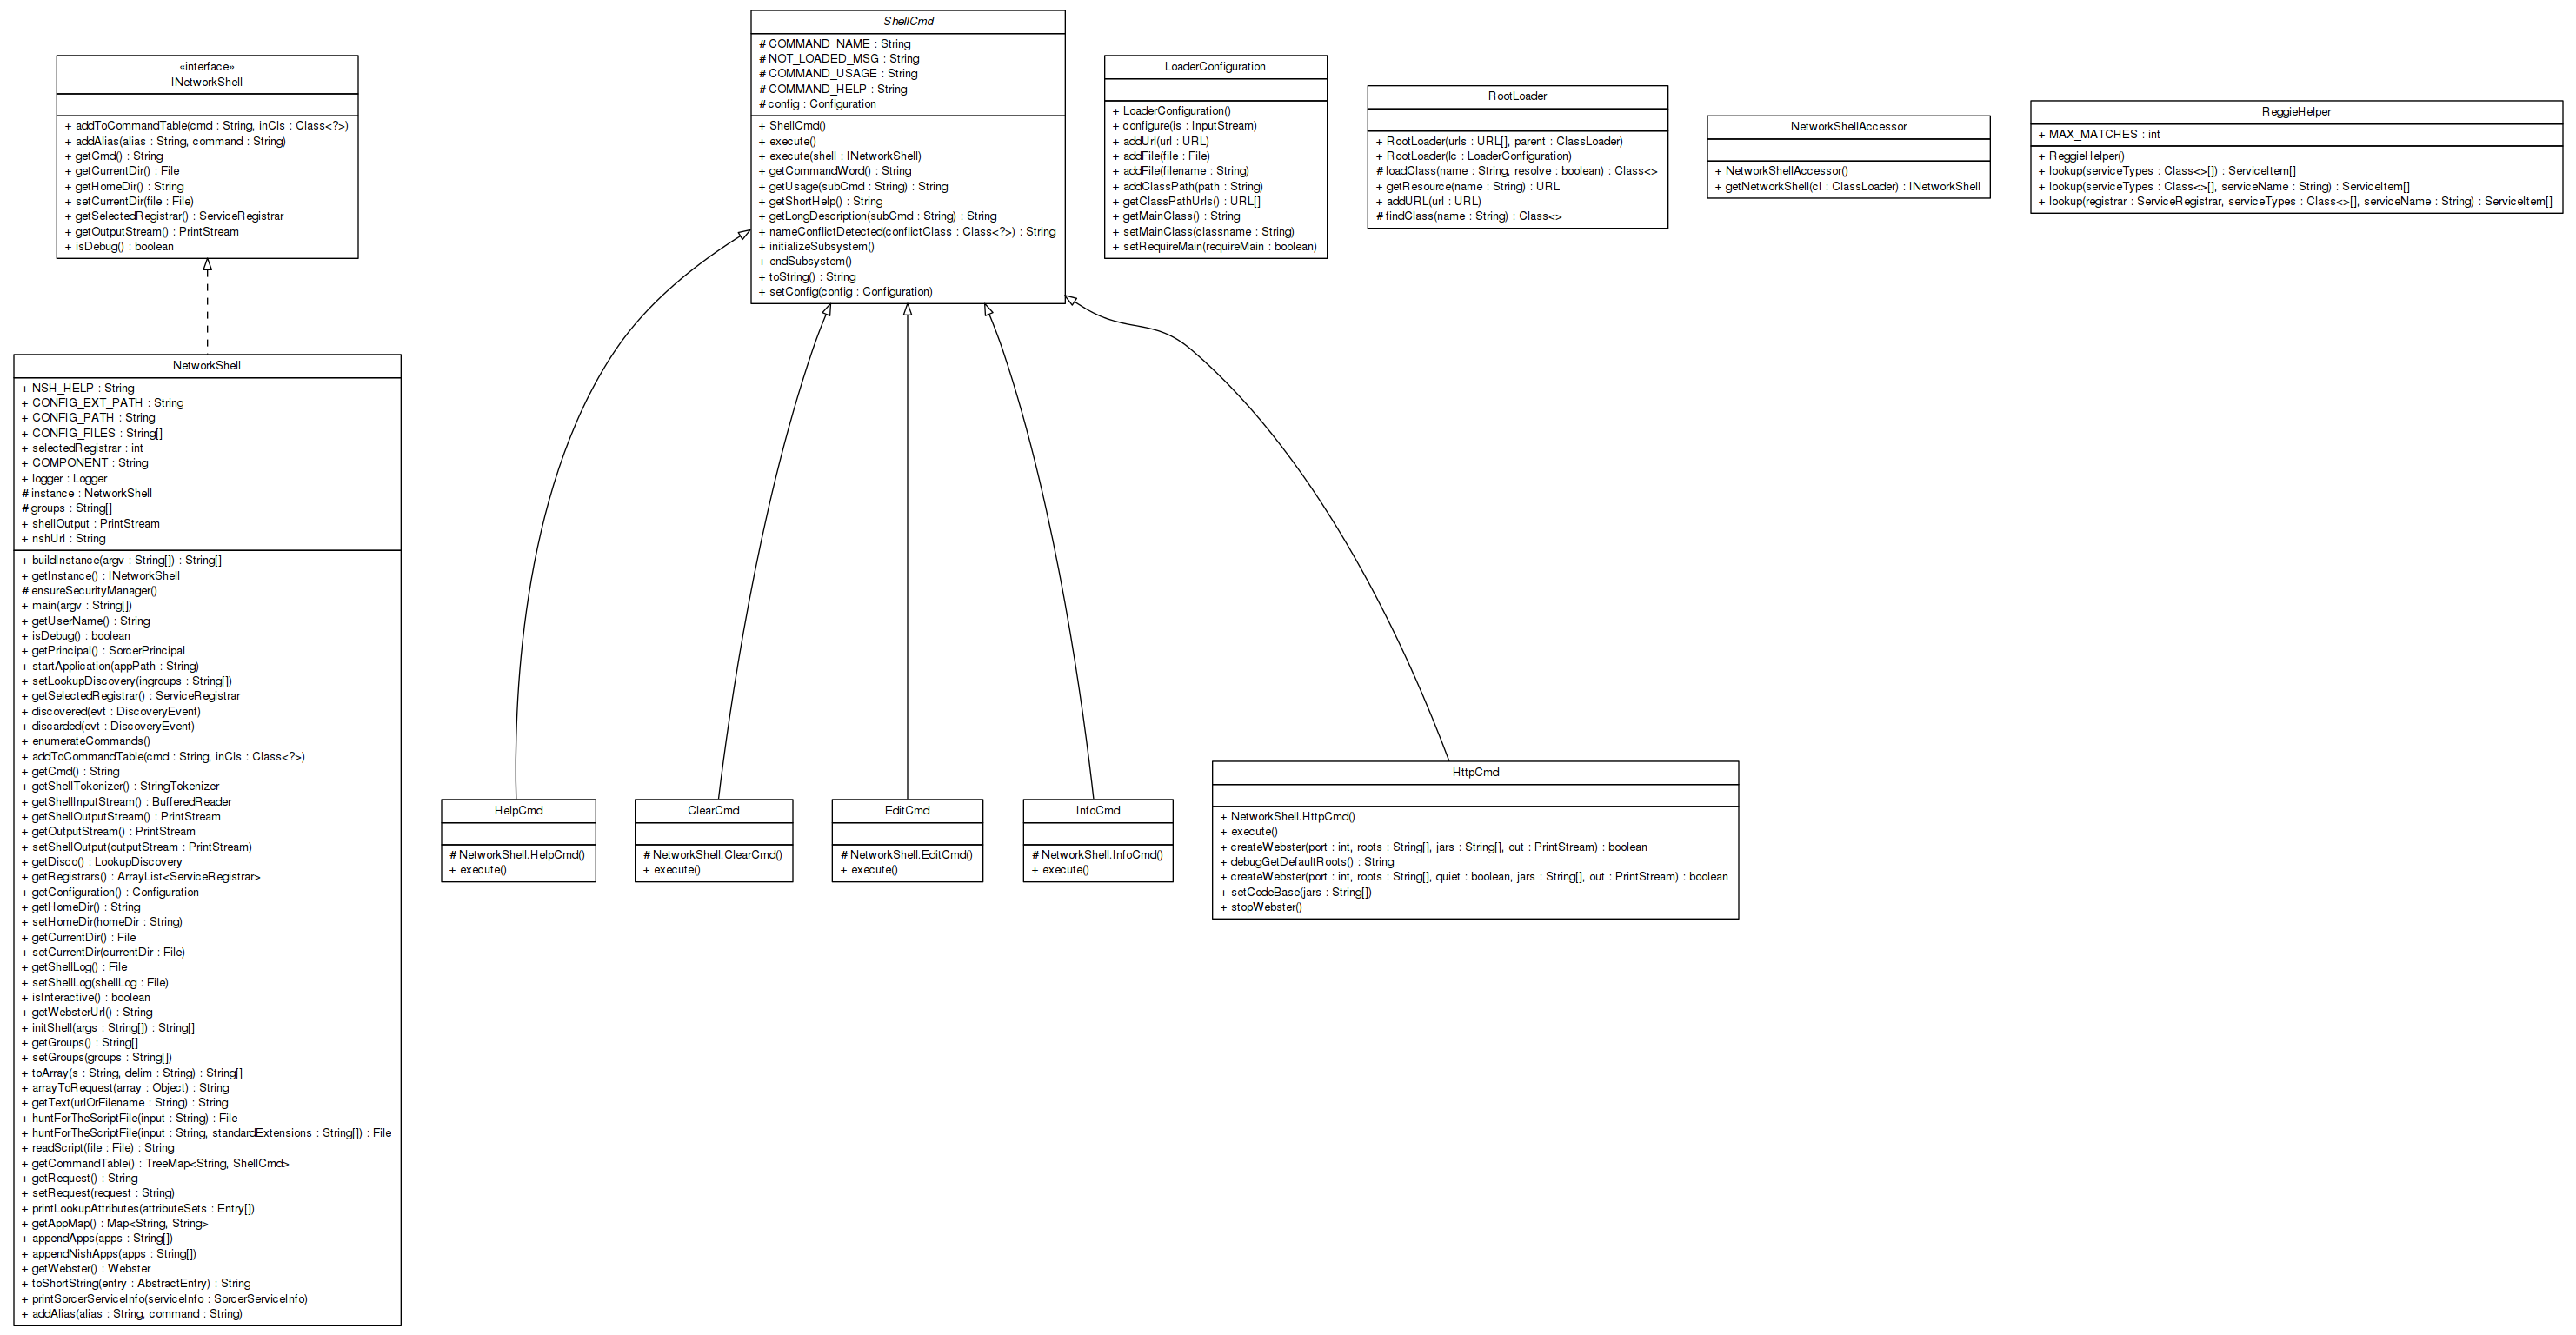 «interface»
INetworkShell
+ addToCommandTable(cmd : String, inCls : Class<?>)
+ addAlias(alias : String, command : String)
+ getCmd() : String
+ getCurrentDir() : File
+ getHomeDir() : String
+ setCurrentDir(file : File)
+ getSelectedRegistrar() : ServiceRegistrar
+ getOutputStream() : PrintStream
+ isDebug() : boolean
ShellCmd
# COMMAND_NAME : String
# NOT_LOADED_MSG : String
# COMMAND_USAGE : String
# COMMAND_HELP : String
# config : Configuration
+ ShellCmd()
+ execute()
+ execute(shell : INetworkShell)
+ getCommandWord() : String
+ getUsage(subCmd : String) : String
+ getShortHelp() : String
+ getLongDescription(subCmd : String) : String
+ nameConflictDetected(conflictClass : Class<?>) : String
+ initializeSubsystem()
+ endSubsystem()
+ toString() : String
+ setConfig(config : Configuration)
LoaderConfiguration
+ LoaderConfiguration()
+ configure(is : InputStream)
+ addUrl(url : URL)
+ addFile(file : File)
+ addFile(filename : String)
+ addClassPath(path : String)
+ getClassPathUrls() : URL[]
+ getMainClass() : String
+ setMainClass(classname : String)
+ setRequireMain(requireMain : boolean)
RootLoader
+ RootLoader(urls : URL[], parent : ClassLoader)
+ RootLoader(lc : LoaderConfiguration)
# loadClass(name : String, resolve : boolean) : Class<>
+ getResource(name : String) : URL
+ addURL(url : URL)
# findClass(name : String) : Class<>
NetworkShellAccessor
+ NetworkShellAccessor()
+ getNetworkShell(cl : ClassLoader) : INetworkShell
ReggieHelper
+ MAX_MATCHES : int
+ ReggieHelper()
+ lookup(serviceTypes : Class<>[]) : ServiceItem[]
+ lookup(serviceTypes : Class<>[], serviceName : String) : ServiceItem[]
+ lookup(registrar : ServiceRegistrar, serviceTypes : Class<>[], serviceName : String) : ServiceItem[]
NetworkShell
+ NSH_HELP : String
+ CONFIG_EXT_PATH : String
+ CONFIG_PATH : String
+ CONFIG_FILES : String[]
+ selectedRegistrar : int
+ COMPONENT : String
+ logger : Logger
# instance : NetworkShell
# groups : String[]
+ shellOutput : PrintStream
+ nshUrl : String
+ buildInstance(argv : String[]) : String[]
+ getInstance() : INetworkShell
# ensureSecurityManager()
+ main(argv : String[])
+ getUserName() : String
+ isDebug() : boolean
+ getPrincipal() : SorcerPrincipal
+ startApplication(appPath : String)
+ setLookupDiscovery(ingroups : String[])
+ getSelectedRegistrar() : ServiceRegistrar
+ discovered(evt : DiscoveryEvent)
+ discarded(evt : DiscoveryEvent)
+ enumerateCommands()
+ addToCommandTable(cmd : String, inCls : Class<?>)
+ getCmd() : String
+ getShellTokenizer() : StringTokenizer
+ getShellInputStream() : BufferedReader
+ getShellOutputStream() : PrintStream
+ getOutputStream() : PrintStream
+ setShellOutput(outputStream : PrintStream)
+ getDisco() : LookupDiscovery
+ getRegistrars() : ArrayList<ServiceRegistrar>
+ getConfiguration() : Configuration
+ getHomeDir() : String
+ setHomeDir(homeDir : String)
+ getCurrentDir() : File
+ setCurrentDir(currentDir : File)
+ getShellLog() : File
+ setShellLog(shellLog : File)
+ isInteractive() : boolean
+ getWebsterUrl() : String
+ initShell(args : String[]) : String[]
+ getGroups() : String[]
+ setGroups(groups : String[])
+ toArray(s : String, delim : String) : String[]
+ arrayToRequest(array : Object) : String
+ getText(urlOrFilename : String) : String
+ huntForTheScriptFile(input : String) : File
+ huntForTheScriptFile(input : String, standardExtensions : String[]) : File
+ readScript(file : File) : String
+ getCommandTable() : TreeMap<String, ShellCmd>
+ getRequest() : String
+ setRequest(request : String)
+ printLookupAttributes(attributeSets : Entry[])
+ getAppMap() : Map<String, String>
+ appendApps(apps : String[])
+ appendNishApps(apps : String[])
+ getWebster() : Webster
+ toShortString(entry : AbstractEntry) : String
+ printSorcerServiceInfo(serviceInfo : SorcerServiceInfo)
+ addAlias(alias : String, command : String)
HelpCmd
# NetworkShell.HelpCmd()
+ execute()
ClearCmd
# NetworkShell.ClearCmd()
+ execute()
EditCmd
# NetworkShell.EditCmd()
+ execute()
InfoCmd
# NetworkShell.InfoCmd()
+ execute()
HttpCmd
+ NetworkShell.HttpCmd()
+ execute()
+ createWebster(port : int, roots : String[], jars : String[], out : PrintStream) : boolean
+ debugGetDefaultRoots() : String
+ createWebster(port : int, roots : String[], quiet : boolean, jars : String[], out : PrintStream) : boolean
+ setCodeBase(jars : String[])
+ stopWebster()